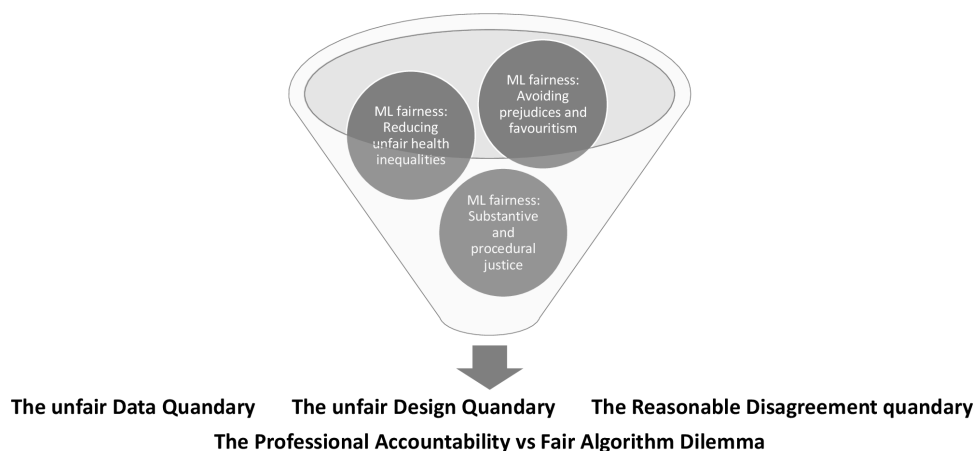 ML fairness:
Reducing
unfair health
inequalities
ML fairness:
Avoiding
prejudices and
favouritism
ML fairness:
Substantive
and
procedural
justice
The unfair Data Quandary
The unfair Design Quandary
The Reasonable Disagreement quandary
The Professional Accountability vs Fair Algorithm Dilemma